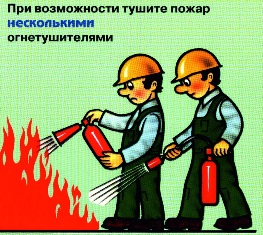 При возможности тушите пожар
несколькими
огнетушителями